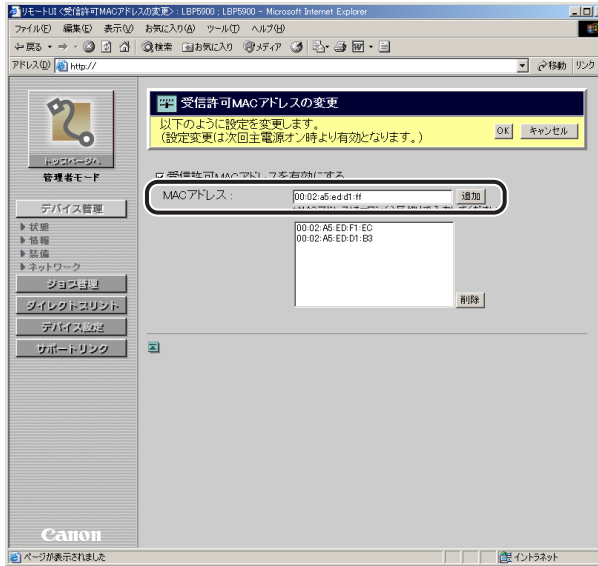 リモートUI <受信許可MACアドレスの変更> : LBP5900 ; LBP5900 - Microsoft Internet Explorer
ファイル(F) 編集(E) 表示(V) お気に入り(A) ツール(T) ヘルプ(H)
戻る 検索 お気に入り メディア
アドレス(D) http:// 移動 リンク
受信許可MACアドレスの変更
以下のように設定を変更します。
(設定変更は次回主電源オン時より有効となります。)
OK キャンセル
トップページへ
管理者モード
受信許可MACアドレスを有効にする
MACアドレス : 00:02:a5:ed:d1:ff 追加
00:02:A5:ED:F1:EC
00:02:A5:ED:D1:B3
削除
デバイス管理
状態
情報
装備
ネットワーク
ジョブ管理
ダイレクトプリント
デバイス設定
サポートリンク
Canon
ページが表示されました イントラネット